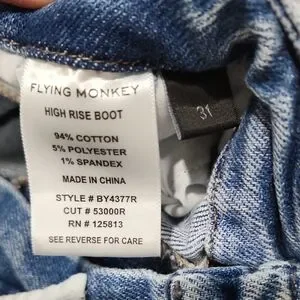 FLYING MONKEY
HIGH RISE BOOT
94% COTTON
5% POLYESTER
1% SPANDEX
MADE IN CHINA
STYLE # BY4377R
CUT # 53000R
RN # 125813
SEE REVERSE FOR CARE
31